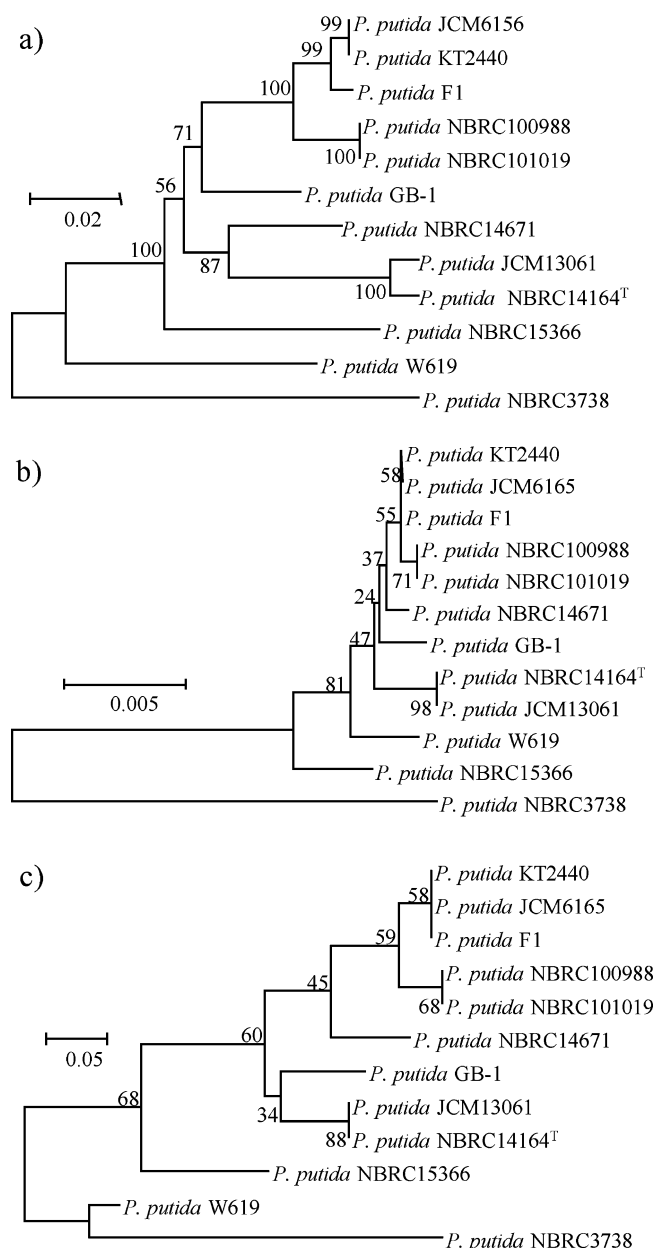 a)
99
P. putida JCM6156
99
P. putida KT2440
100
P. putida F1
71
P. putida NBRC100988
100
P. putida NBRC101019
56
P. putida GB-1
0.02
P. putida NBRC14671
100
87
P. putida JCM13061
100
P. putida NBRC14164T
P. putida NBRC15366
P. putida W619
P. putida NBRC3738
b)
P. putida KT2440
58
P. putida JCM6165
55
P. putida F1
37
P. putida NBRC100988
71
P. putida NBRC101019
24
P. putida NBRC14671
47
P. putida GB-1
0.005
81
P. putida NBRC14164T
98
P. putida JCM13061
P. putida W619
P. putida NBRC15366
P. putida NBRC3738
c)
P. putida KT2440
58
P. putida JCM6165
59
P. putida F1
45
P. putida NBRC100988
68
P. putida NBRC101019
60
P. putida NBRC14671
0.05
P. putida GB-1
68
34
P. putida JCM13061
88
P. putida NBRC14164T
P. putida NBRC15366
P. putida W619
P. putida NBRC3738